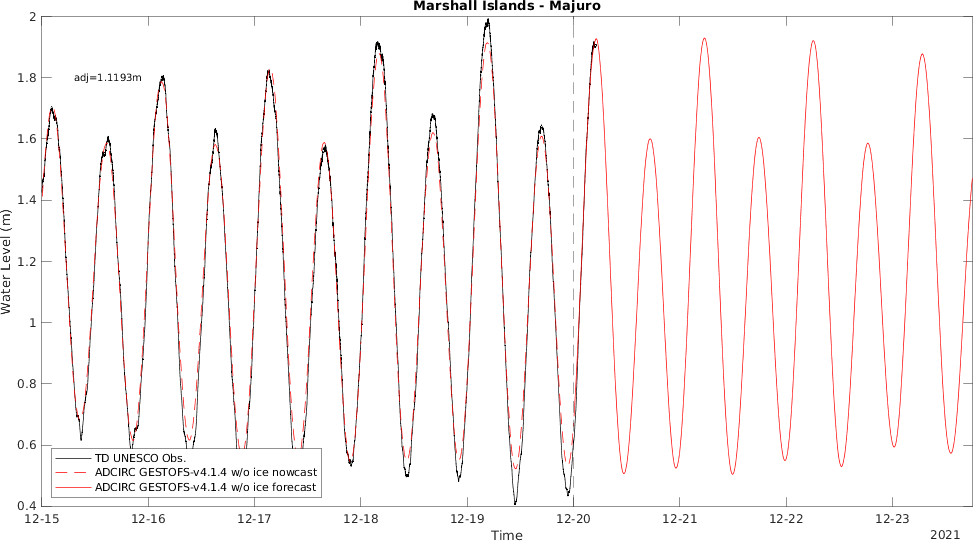 Marshall Islands - Majuro
adj=1.1193m
2
1.8
1.6
1.4
1.2
1
0.8
0.6
0.4
Water Level (m)
TD UNESCO Obs.
ADCIRC GESTOFS-v4.1.4 w/o ice nowcast
ADCIRC GESTOFS-v4.1.4 w/o ice forecast
12-15 12-16 12-17 12-18 12-19 12-20 12-21 12-22 12-23
Time
2021